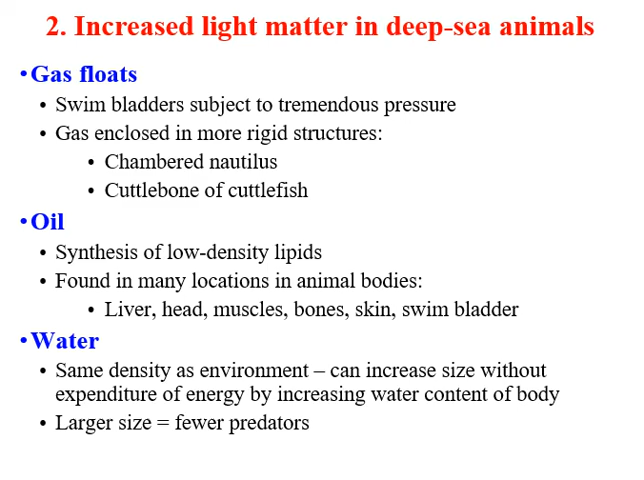 2. Increased light matter in deep-sea animals
•Gas floats
• Swim bladders subject to tremendous pressure
• Gas enclosed in more rigid structures:
• Chambered nautilus
• Cuttlebone of cuttlefish
•Oil
• Synthesis of low-density lipids
• Found in many locations in animal bodies:
• Liver, head, muscles, bones, skin, swim bladder
•Water
• Same density as environment – can increase size without
expenditure of energy by increasing water content of body
• Larger size = fewer predators